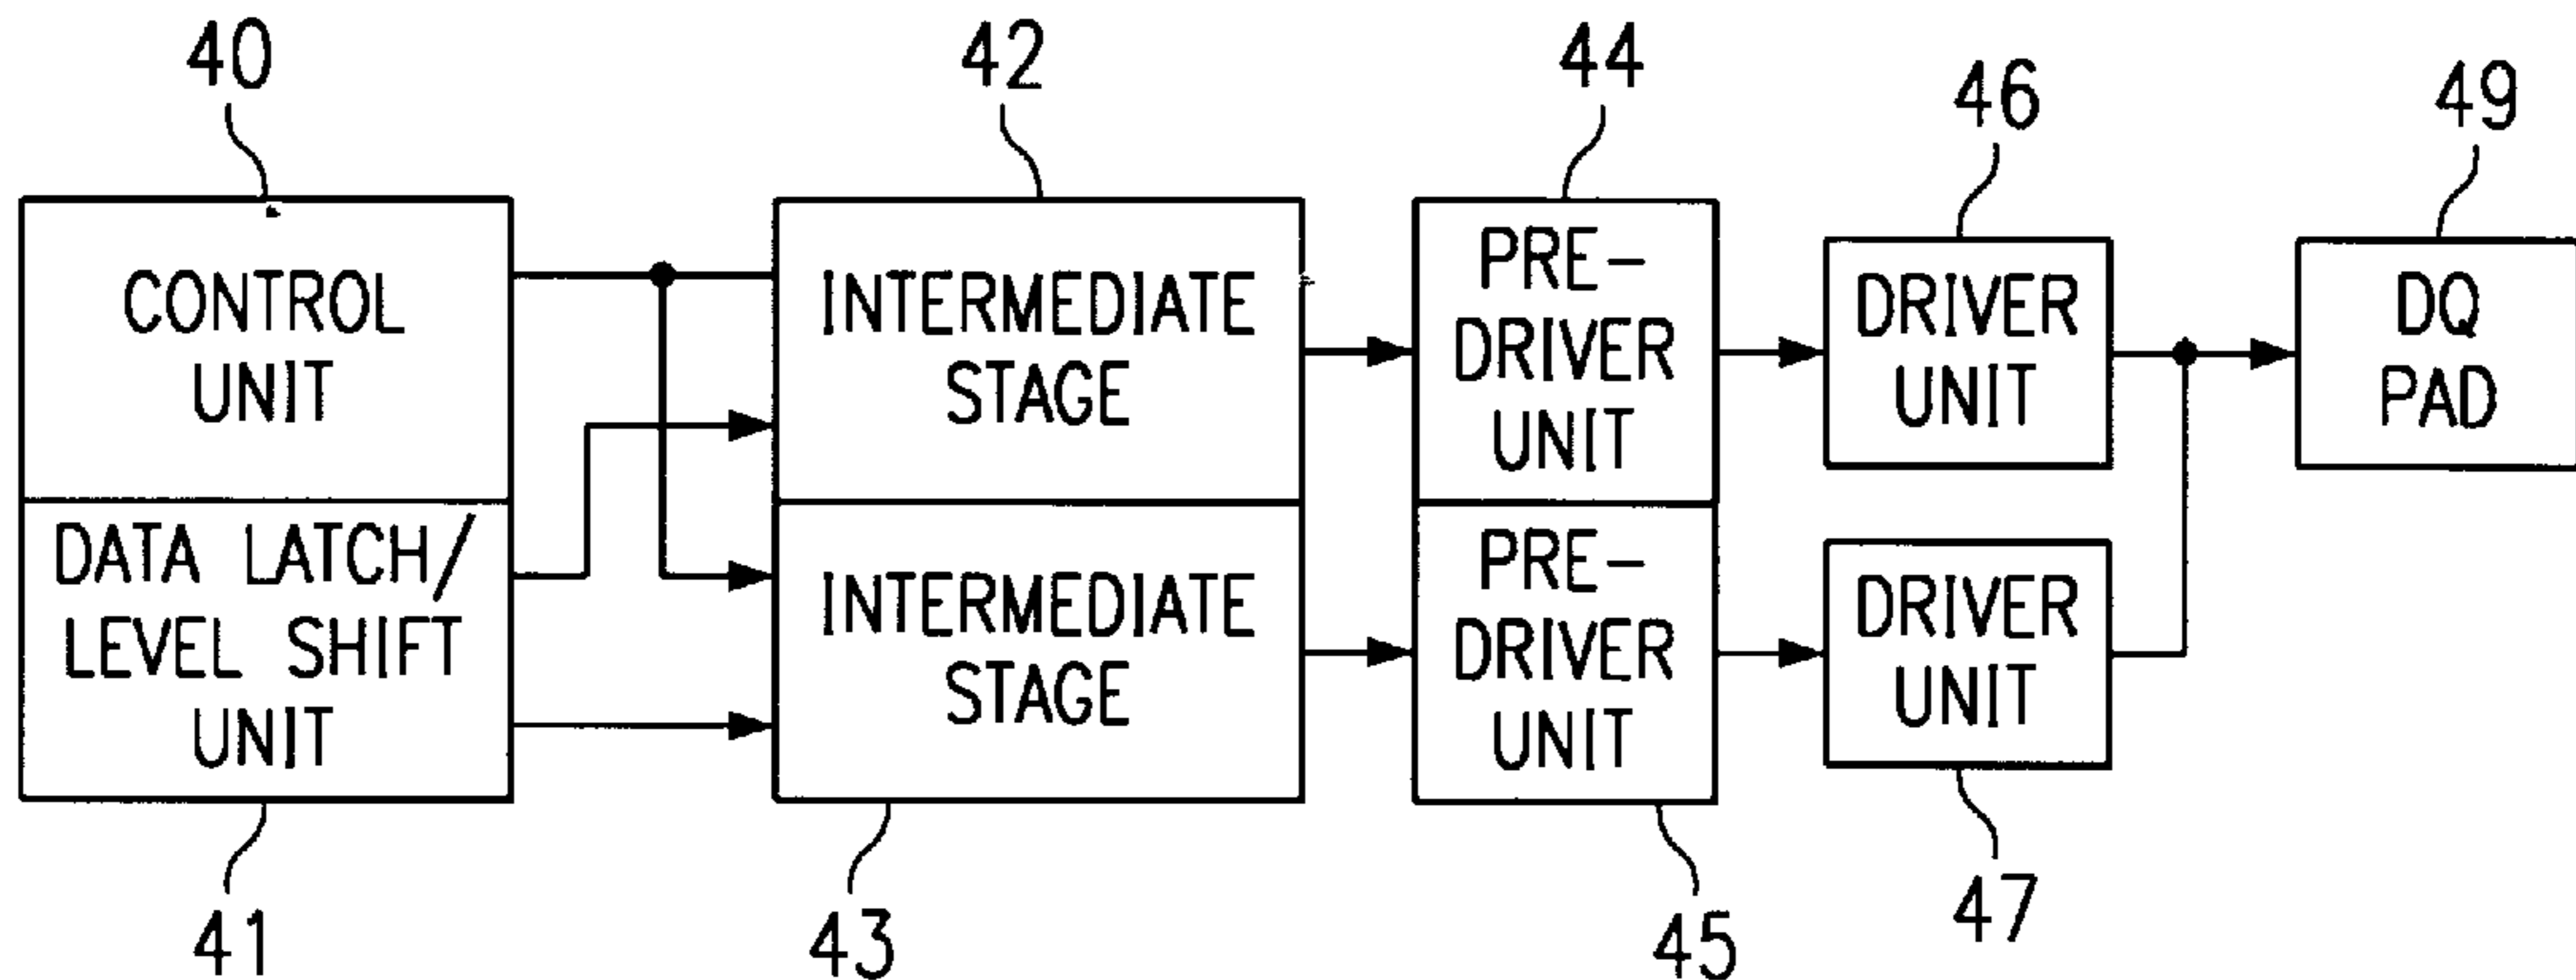 40
42
44
46
49
CONTROL
UNIT
INTERMEDIATE
STAGE
PRE-
DRIVER
UNIT
DRIVER
UNIT
DQ
PAD
DATA LATCH/
LEVEL SHIFT
UNIT
INTERMEDIATE
STAGE
PRE-
DRIVER
UNIT
DRIVER
UNIT
41
43
45
47